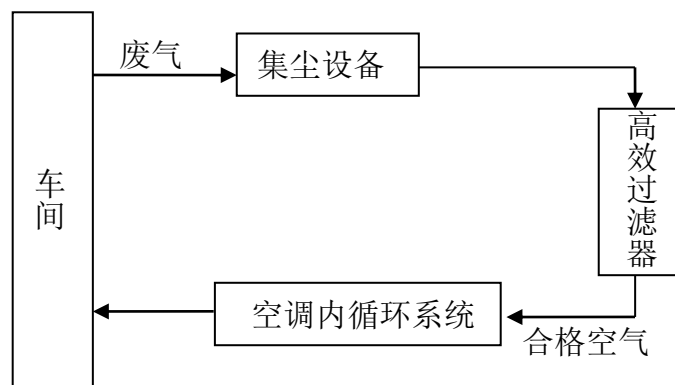 废气
集尘设备
高效过滤器
车间
空调内循环系统
合格空气